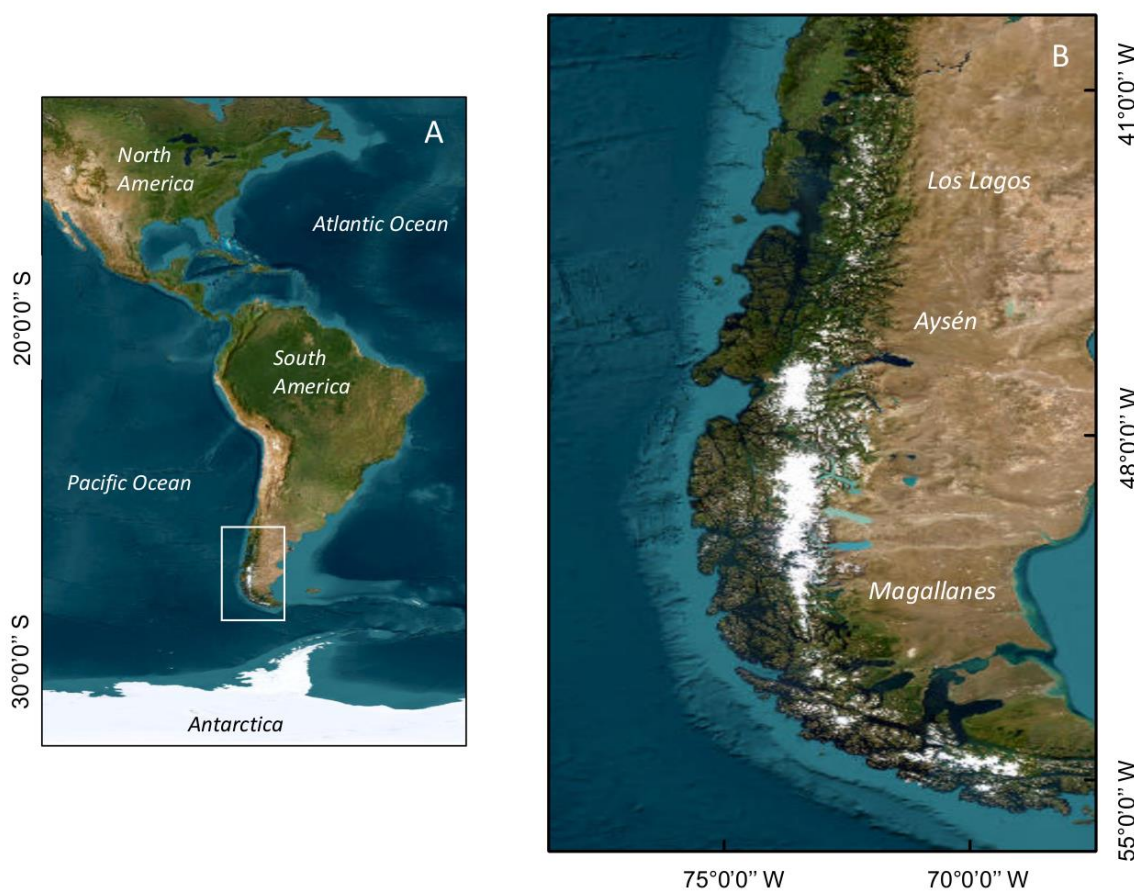 A
North
America
Atlantic Ocean
20°0'0'' S
South
America
Pacific Ocean
30°0'0'' S
Antarctica
B
41°0'0'' W
Los Lagos
Aysén
48°0'0'' W
Magallanes
55°0'0'' W
75°0'0'' W
70°0'0'' W